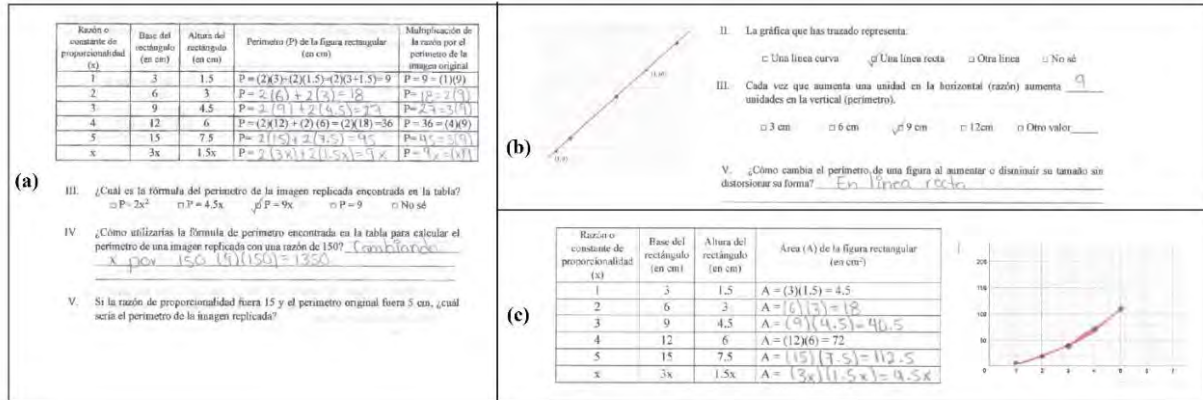 (a)
Razón o constante de proporcionalidad (x) | Base del rectángulo (en cm) | Altura del rectángulo (en cm) | Perímetro (P) de la figura rectangular (en cm) | Multiplicación de la razón por el perímetro de la imagen original
1 | 3 | 1.5 | P = (2)(3)+(2)(1.5)=(2)(3+1.5)= 9 | P = 9 = (1)(9)
2 | 6 | 3 | P = 2(6) + 2(3) = 18 | P = 18=2(9)
3 | 9 | 4.5 | P = 2(9) + 2(4.5)=27 | P = 27=3(9)
4 | 12 | 6 | P = (2)(12) + (2)(6) = (2)(18) =36 | P = 36 = (4)(9)
5 | 15 | 7.5 | P= 2(15)+2(7.5)=45 | P= 45=
x | 3x | 1.5x | P = 2(3x)+2(1.5x)=9x | P = 9x=(x)9
III. ¿Cuál es la fórmula del perímetro de la imagen replicada encontrada en la tabla?
□ P= 2x² □ P = 4.5x □ P = 9x □ P = 9 □ No sé
IV. ¿Cómo utilizarías la fórmula de perímetro encontrada en la tabla para calcular el
perímetro de una imagen replicada con una razón de 150? Cambiando
x por 150 (9)(150)=1350
V. Si la razón de proporcionalidad fuera 15 y el perímetro original fuera 5 cm, ¿cuál
sería el perímetro de la imagen replicada?
(b)
II. La gráfica que has trazado representa:
□ Una línea curva □ Una línea recta □ Otra línea □ No sé
III. Cada vez que aumenta una unidad en la horizontal (razón) aumenta 9
unidades en la vertical (perímetro).
□ 3 cm □ 6 cm □ 9 cm □ 12cm □ Otro valor____
V. ¿Cómo cambia el perímetro de una figura al aumentar o disminuir su tamaño sin
distorsionar su forma? En línea recta
(c)
Razón o constante de proporcionalidad (x) | Base del rectángulo (en cm) | Altura del rectángulo (en cm) | Área (A) de la figura rectangular (en cm²)
1 | 3 | 1.5 | A = (3)(1.5) = 4.5
2 | 6 | 3 | A = (6)(3)=18
3 | 9 | 4.5 | A = (9)(4.5)=40.5
4 | 12 | 6 | A = (12)(6) = 72
5 | 15 | 7.5 | A = (15)(7.5)=112.5
x | 3x | 1.5x | A = (3x)(1.5x)= 4.5x